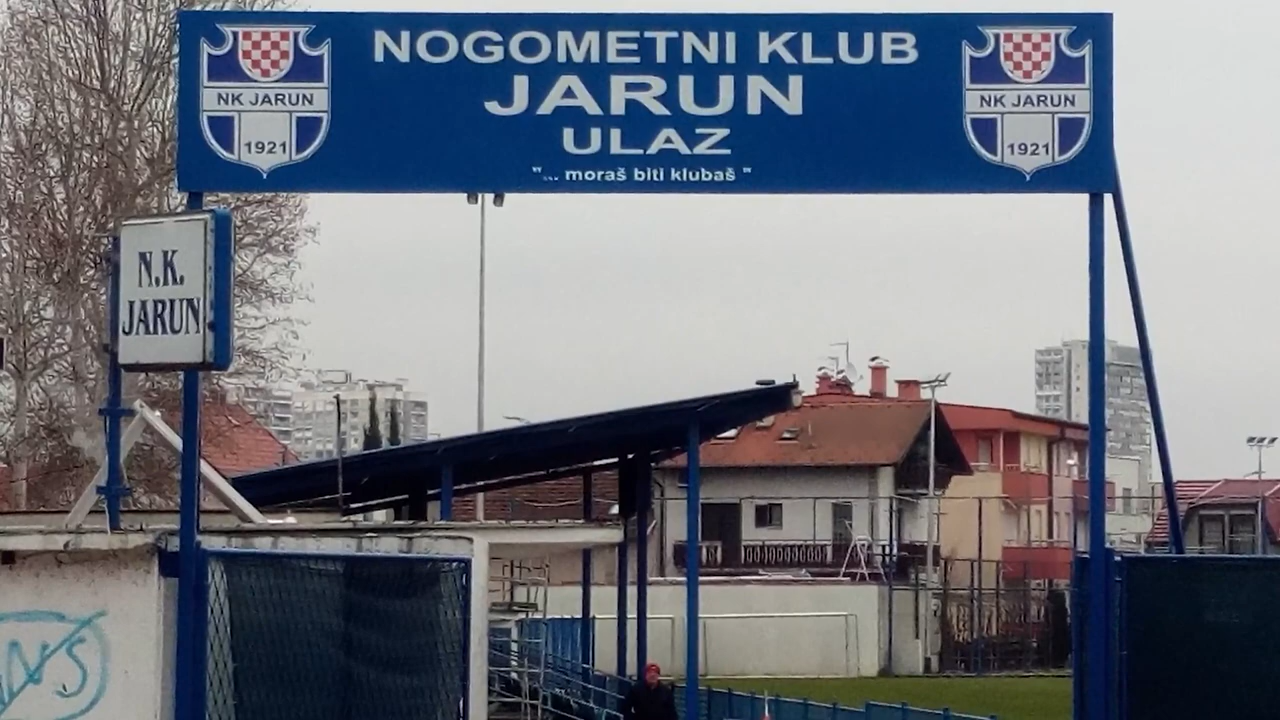 NOGOMETNI KLUB
JARUN
ULAZ
"... moraš biti klubaš "
NK JARUN
1921
NK JARUN
1921
N.K.
JARUN